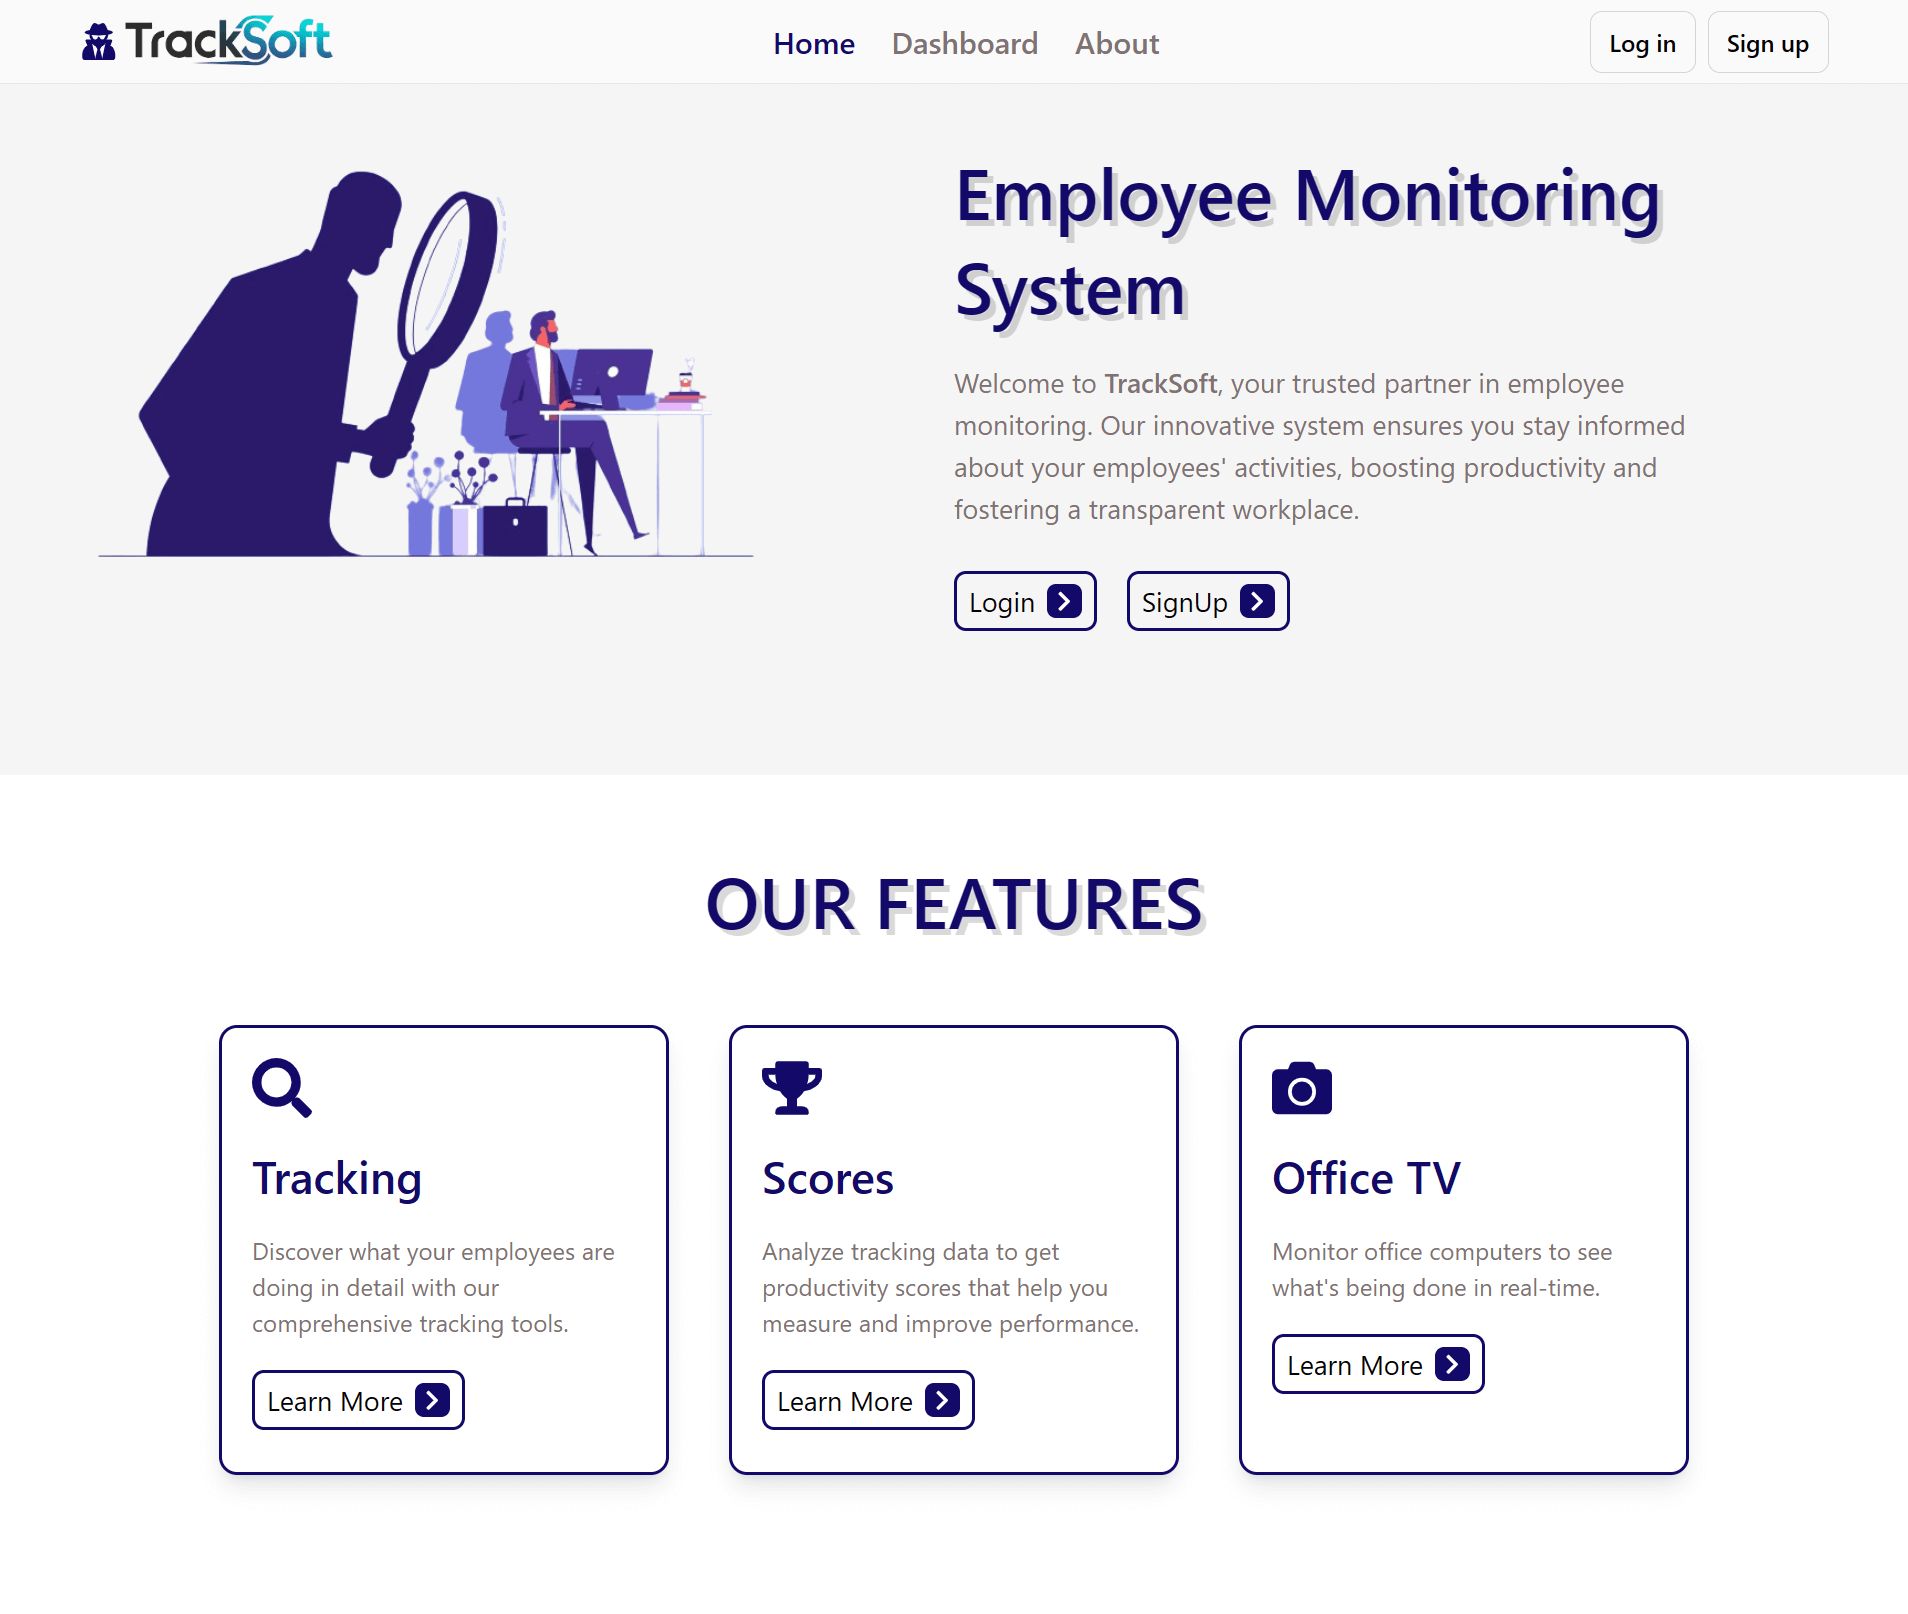 TrackSoft
Home Dashboard About
Log in Sign up
Employee Monitoring
System
Welcome to TrackSoft, your trusted partner in employee
monitoring. Our innovative system ensures you stay informed
about your employees' activities, boosting productivity and
fostering a transparent workplace.
Login SignUp
OUR FEATURES
Tracking
Discover what your employees are
doing in detail with our
comprehensive tracking tools.
Learn More
Scores
Analyze tracking data to get
productivity scores that help you
measure and improve performance.
Learn More
Office TV
Monitor office computers to see
what's being done in real-time.
Learn More